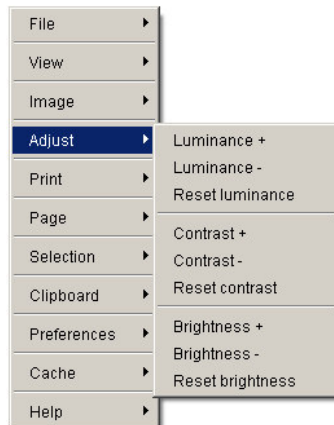 File
View
Image
Adjust
Print
Page
Selection
Clipboard
Preferences
Cache
Help
Luminance +
Luminance -
Reset luminance
Contrast +
Contrast -
Reset contrast
Brightness +
Brightness -
Reset brightness